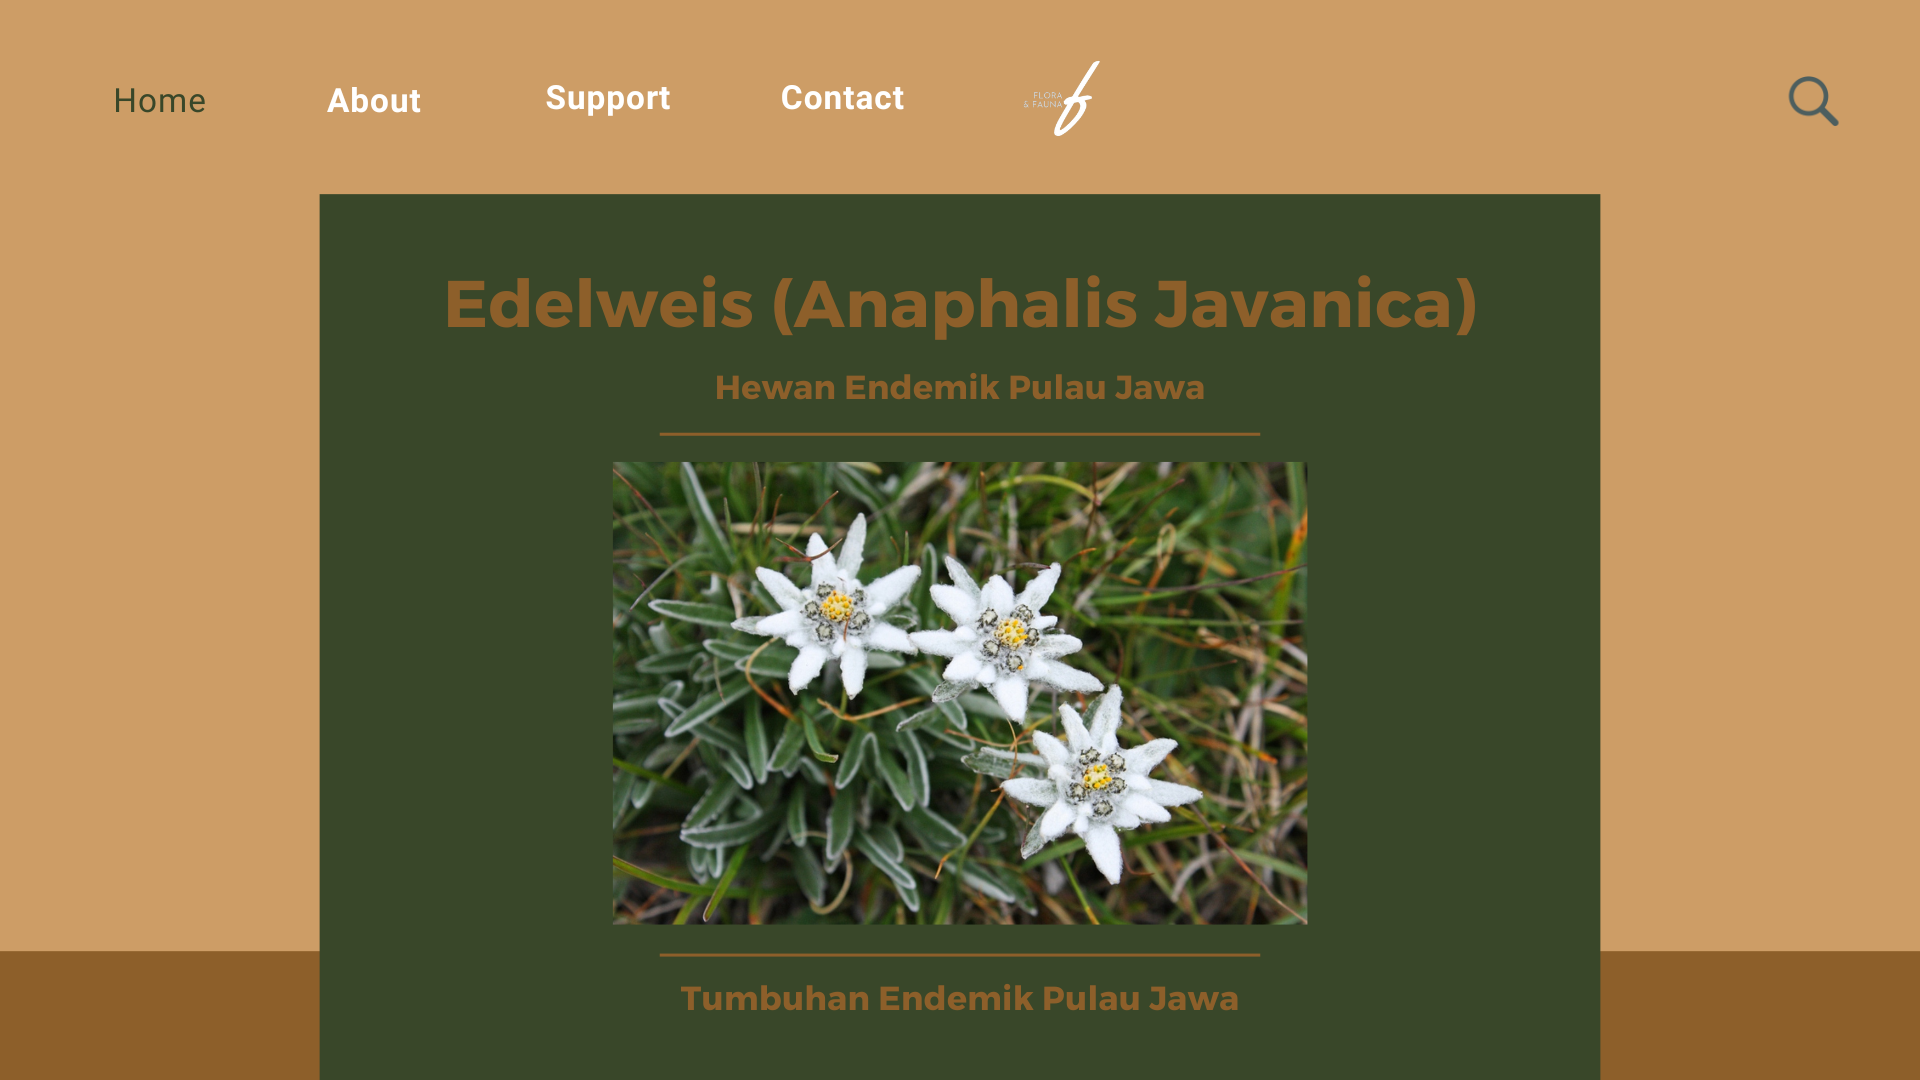 Home About Support Contact
FLORA
& FAUNA
Edelweis (Anaphalis Javanica)
Hewan Endemik Pulau Jawa
Tumbuhan Endemik Pulau Jawa